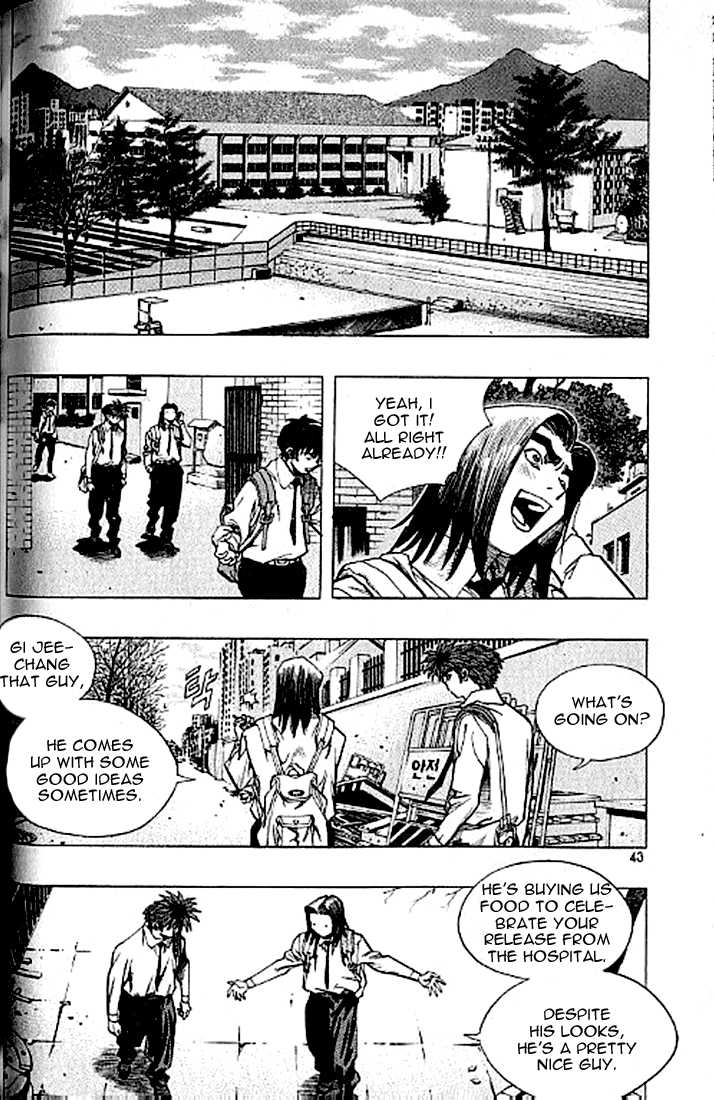 YEAH, I
GOT IT!
ALL RIGHT
ALREADY!!
GI JEE-
CHANG
THAT GUY,
HE COMES
UP WITH SOME
GOOD IDEAS
SOMETIMES.
탁
안전
WHAT'S
GOING ON?
43
HE'S BUYING US
FOOD TO CELE-
BRATE YOUR
RELEASE FROM
THE HOSPITAL.
DESPITE
HIS LOOKS,
HE'S A PRETTY
NICE GUY.